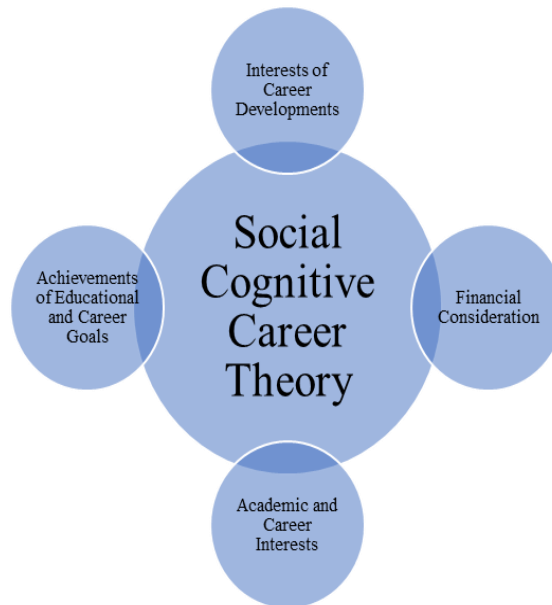 Interests of
Career
Developments
Social
Cognitive
Career
Theory
Achievements
of Educational
and Career
Goals
Financial
Consideration
Academic and
Career
Interests